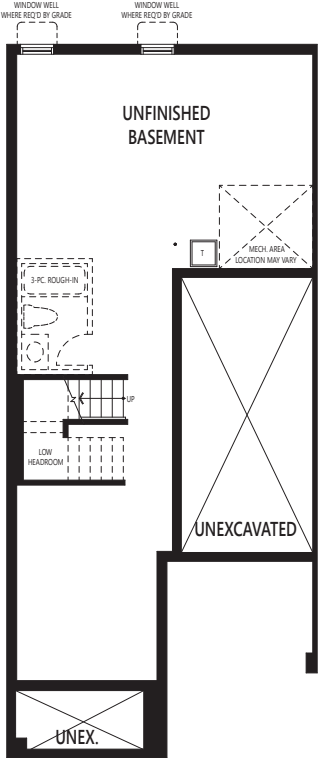 WINDOW WELL
WHERE REQ'D BY GRADE
WINDOW WELL
WHERE REQ'D BY GRADE
UNFINISHED
BASEMENT
T
MECH. AREA
LOCATION MAY VARY
3-PC. ROUGH-IN
UP
LOW
HEADROOM
UNEXCAVATED
UNEX.